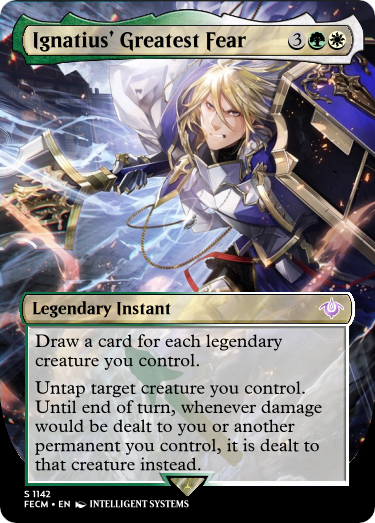 Ignatius' Greatest Fear 3
Legendary Instant
Draw a card for each legendary
creature you control.
Untap target creature you control.
Until end of turn, whenever damage
would be dealt to you or another
permanent you control, it is dealt to
that creature instead.
S 1142
FECM • EN INTELLIGENT SYSTEMS